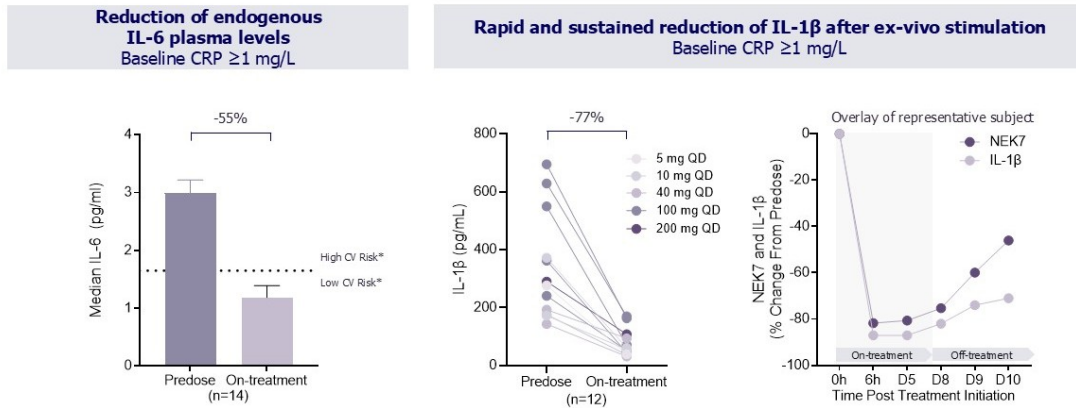 Reduction of endogenous
IL-6 plasma levels
Baseline CRP ≥1 mg/L
Rapid and sustained reduction of IL-1β after ex-vivo stimulation
Baseline CRP ≥1 mg/L
-55%
Median IL-6 (pg/ml)
4
3
2
1
0
High CV Risk*
Low CV Risk*
Predose
On-treatment
(n=14)
-77%
IL-1β (pg/mL)
800
600
400
200
0
5 mg QD
10 mg QD
40 mg QD
100 mg QD
200 mg QD
Predose
On-treatment
(n=12)
Overlay of representative subject
NEK7
IL-1β
NEK7 and IL-1β
(% Change From Predose)
0
-20
-40
-60
-80
-100
On-treatment
Off-treatment
0h
6h
D5
D8
D9
D10
Time Post Treatment Initiation